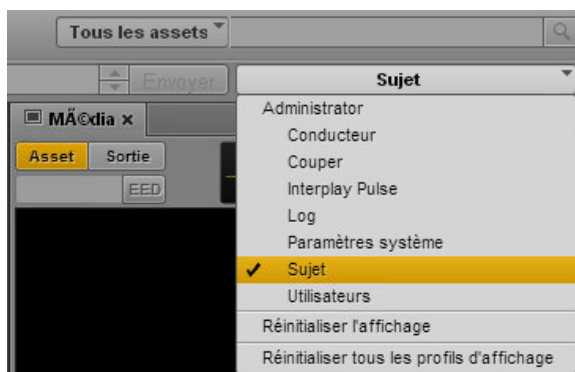 Tous les assets
Envoyer
Sujet
MÃ©dia x
Asset
Sortie
EED
Administrator
Conducteur
Couper
Interplay Pulse
Log
Paramètres système
✔ Sujet
Utilisateurs
Réinitialiser l'affichage
Réinitialiser tous les profils d'affichage